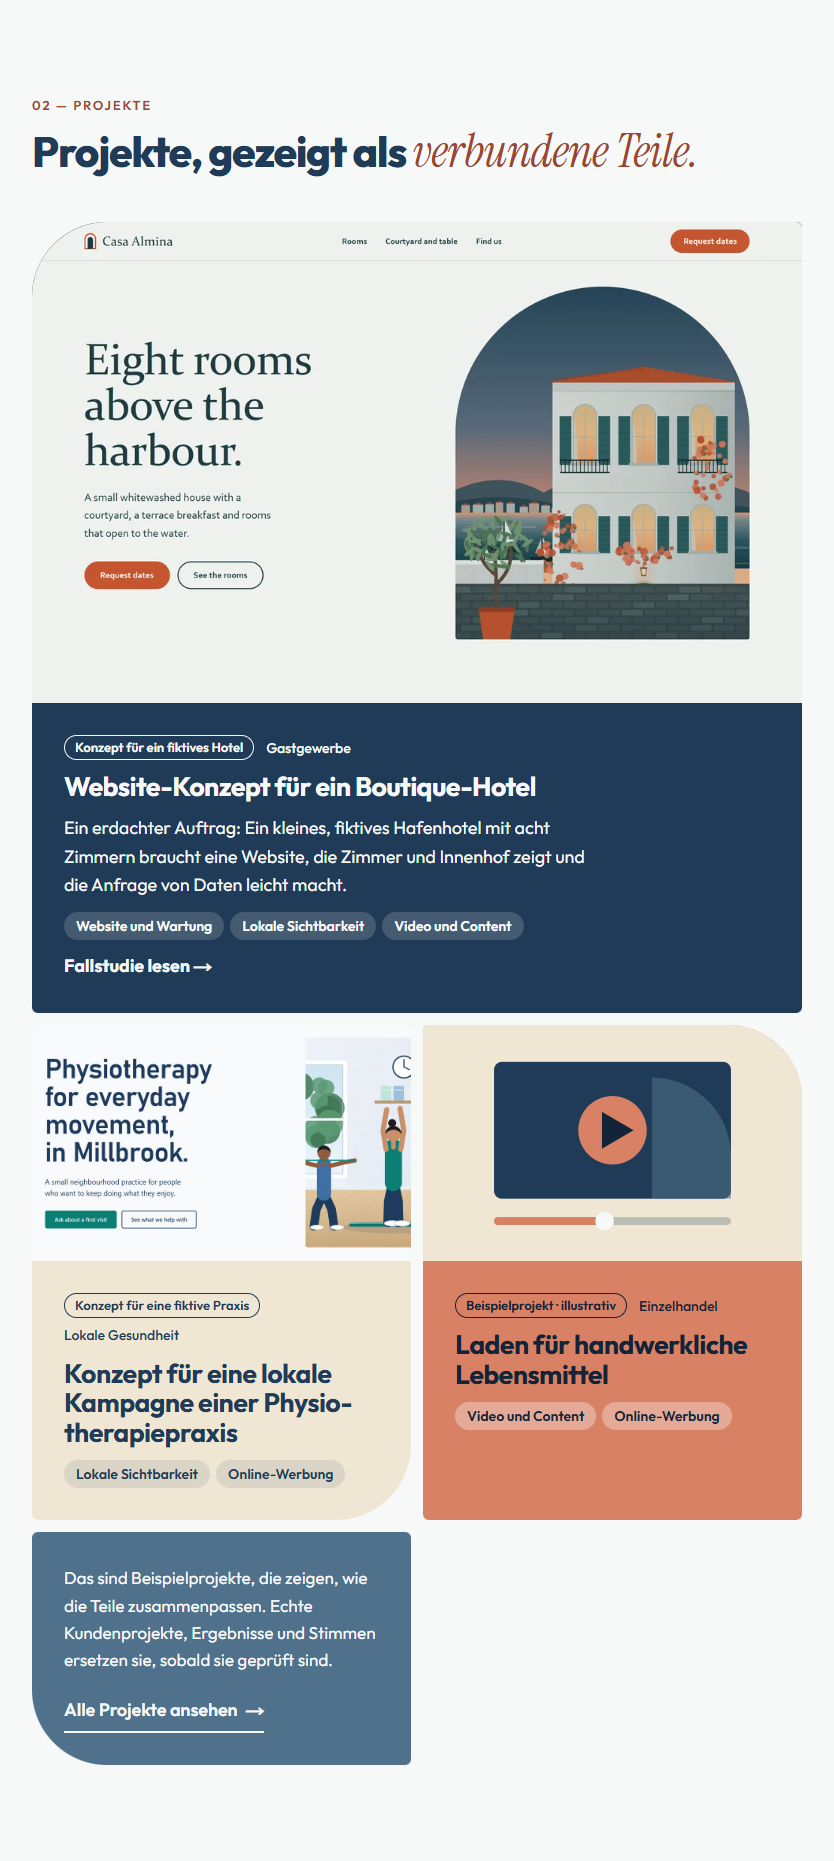 02 — PROJEKTE
Projekte, gezeigt als verbundene Teile.
Casa Almina
Rooms Courtyard and table Find us
Request dates
Eight rooms
above the
harbour.
A small whitewashed house with a
courtyard, a terrace breakfast and rooms
that open to the water.
Request dates See the rooms
Konzept für ein fiktives Hotel Gastgewerbe
Website-Konzept für ein Boutique-Hotel
Ein erdachter Auftrag: Ein kleines, fiktives Hafenhotel mit acht
Zimmern braucht eine Website, die Zimmer und Innenhof zeigt und
die Anfrage von Daten leicht macht.
Website und Wartung Lokale Sichtbarkeit Video und Content
Fallstudie lesen →
Physiotherapy
for everyday
movement,
in Millbrook.
A small neighbourhood practice for people
who want to keep doing what they enjoy.
Ask about a first visit See what we help with
Konzept für eine fiktive Praxis
Lokale Gesundheit
Konzept für eine lokale
Kampagne einer Physio-
therapiepraxis
Lokale Sichtbarkeit Online-Werbung
Beispielprojekt · illustrativ Einzelhandel
Laden für handwerkliche
Lebensmittel
Video und Content Online-Werbung
Das sind Beispielprojekte, die zeigen, wie
die Teile zusammenpassen. Echte
Kundenprojekte, Ergebnisse und Stimmen
ersetzen sie, sobald sie geprüft sind.
Alle Projekte ansehen →